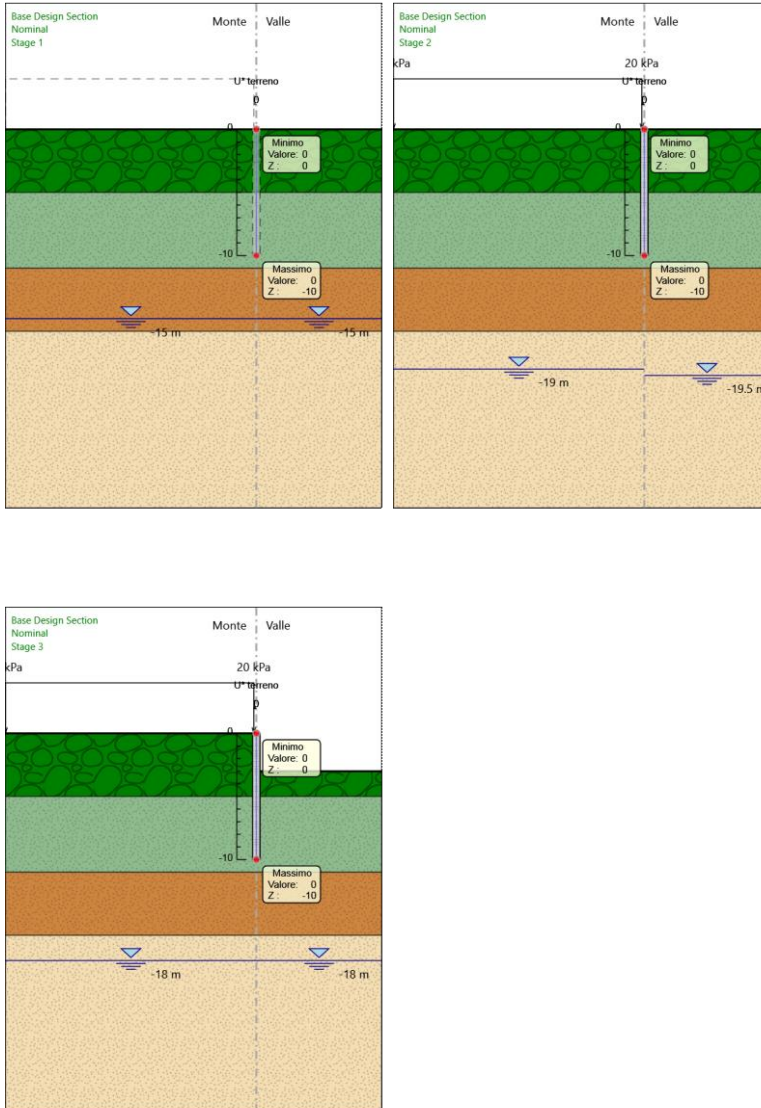 Base Design Section
Nominal
Stage 1
Monte Valle
U* terreno
0
0
Minimo
Valore: 0
Z : 0
-10
Massimo
Valore: 0
Z : -10
-15 m -15 m
Base Design Section
Nominal
Stage 2
Monte Valle
kPa 20 kPa
U* terreno
0
0
Minimo
Valore: 0
Z : 0
-10
Massimo
Valore: 0
Z : -10
-19 m -19.5 m
Base Design Section
Nominal
Stage 3
Monte Valle
kPa 20 kPa
U* terreno
0
0
Minimo
Valore: 0
Z : 0
-10
Massimo
Valore: 0
Z : -10
-18 m -18 m